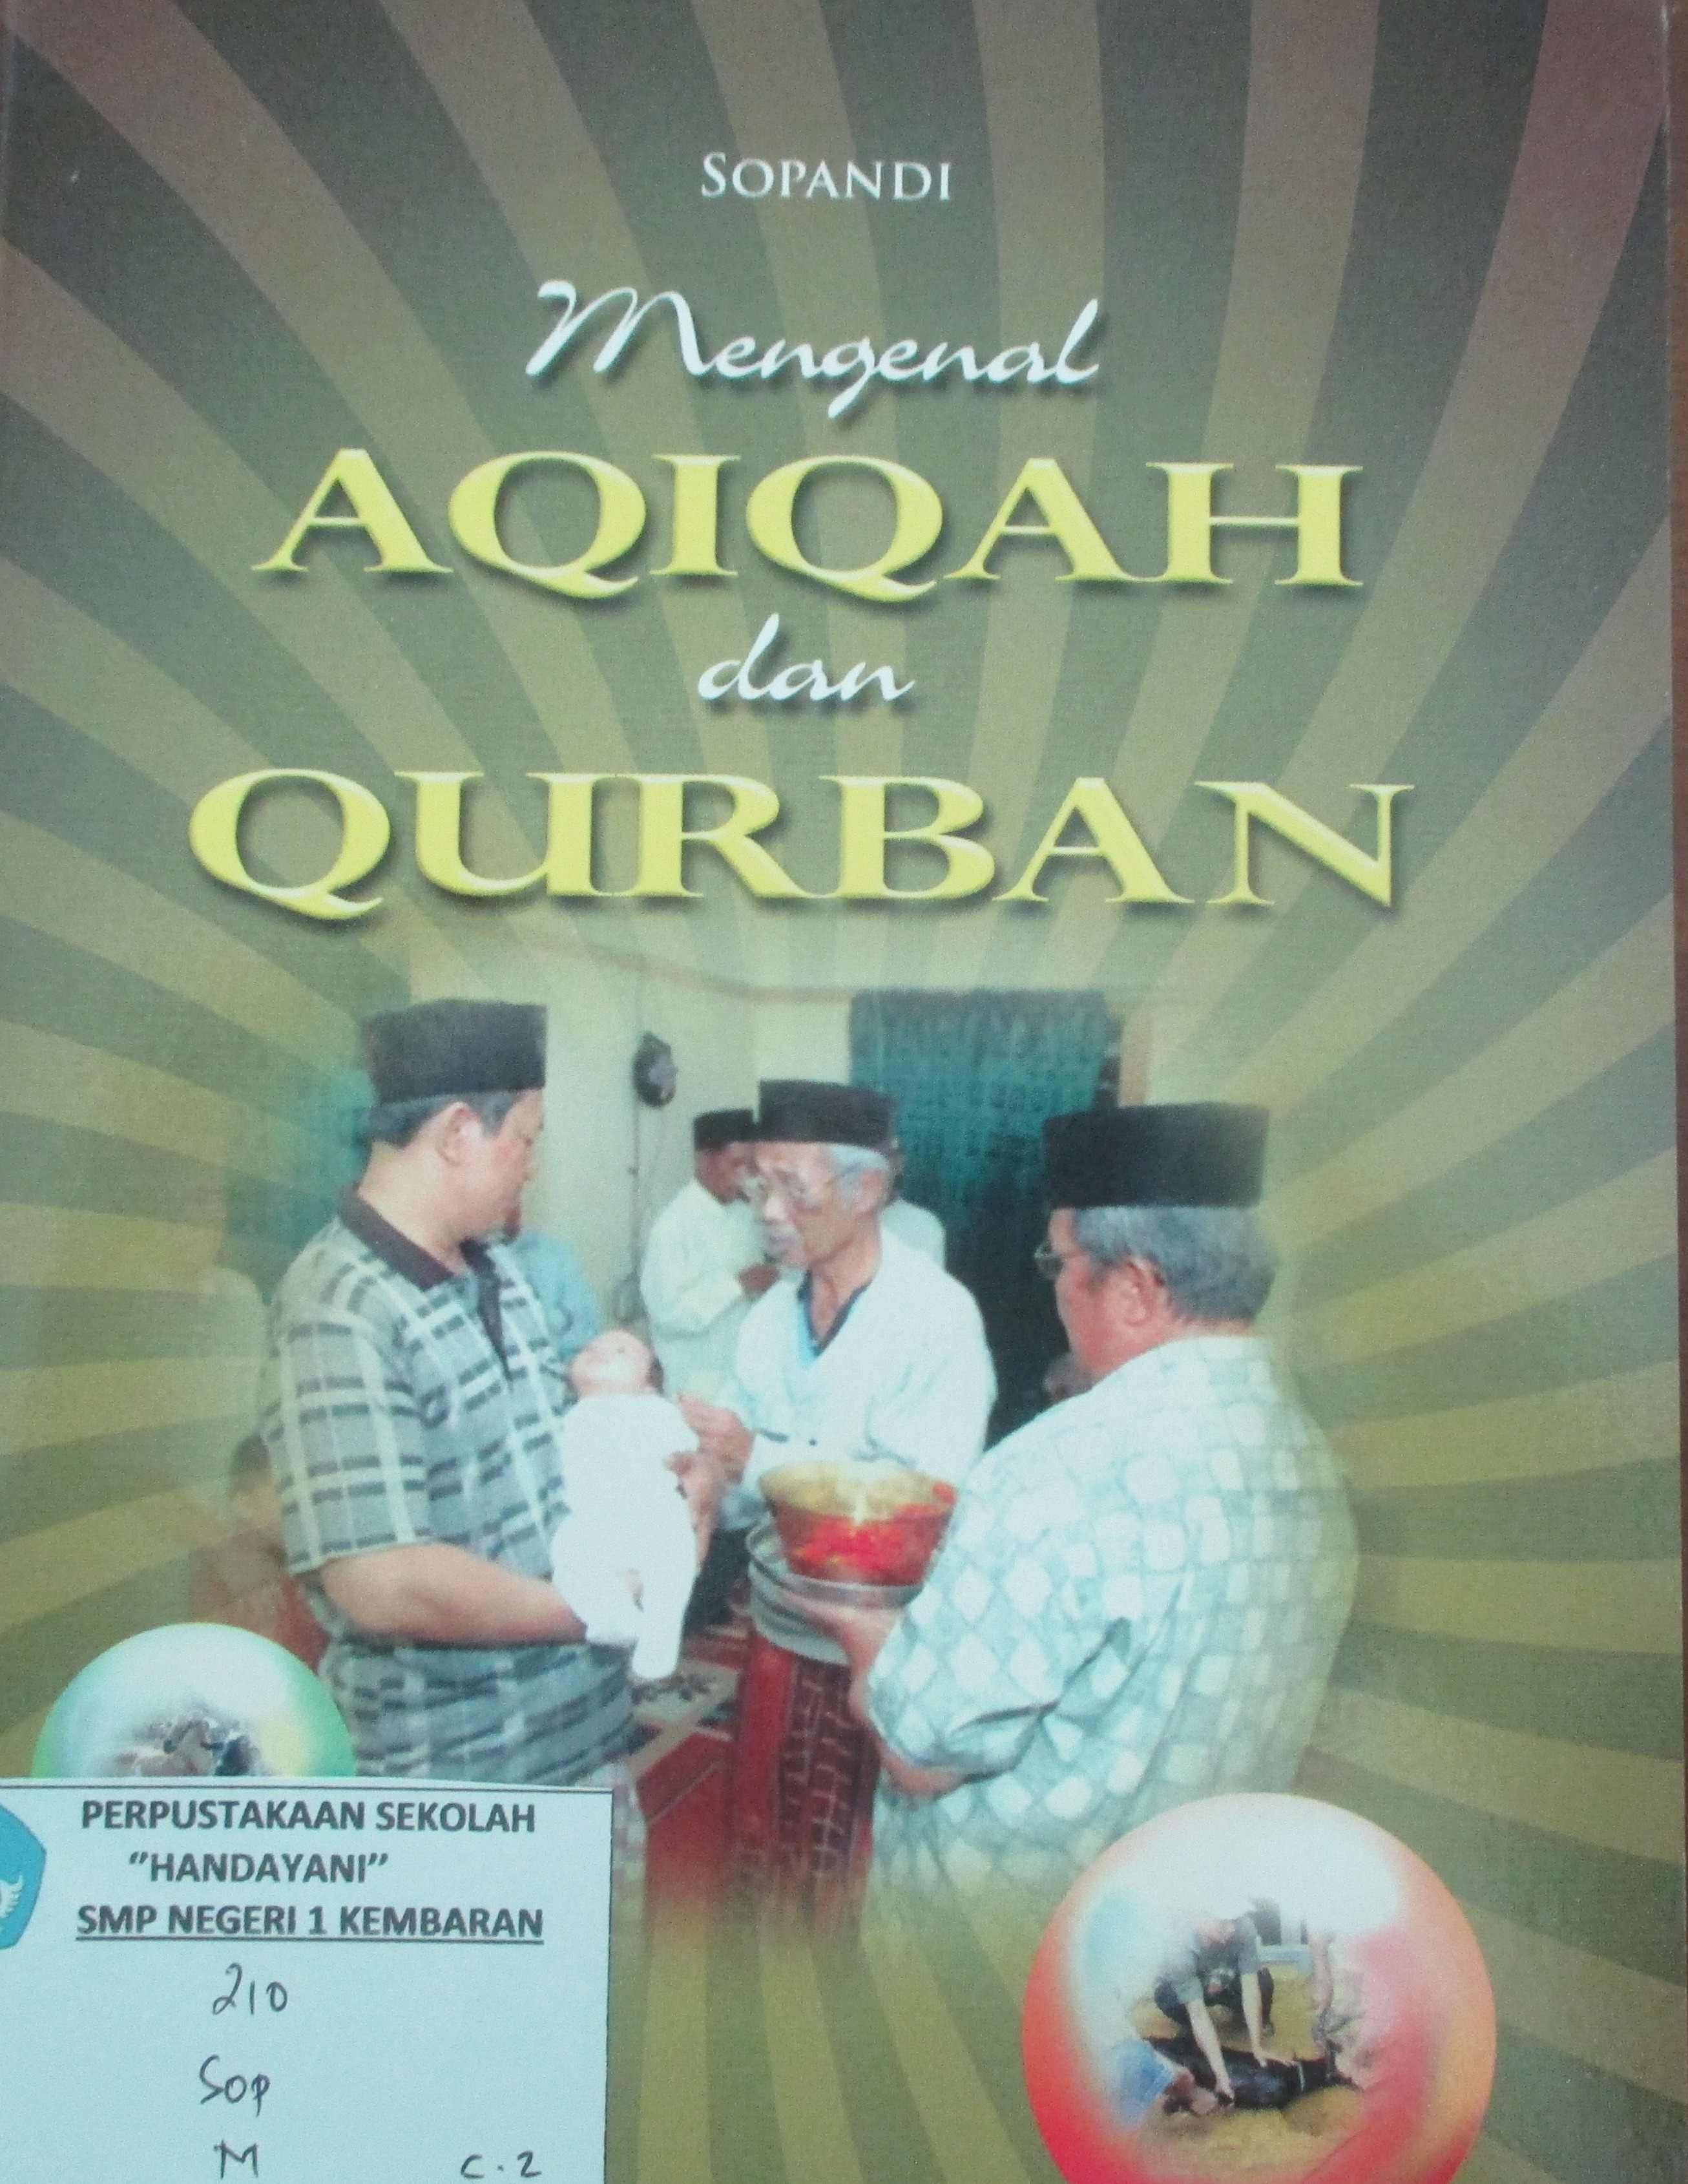 SOPANDI
Mengenal
AQIQAH
dan
QURBAN
PERPUSTAKAAN SEKOLAH
"HANDAYANI"
SMP NEGERI 1 KEMBARAN
210
Sop
M C.2